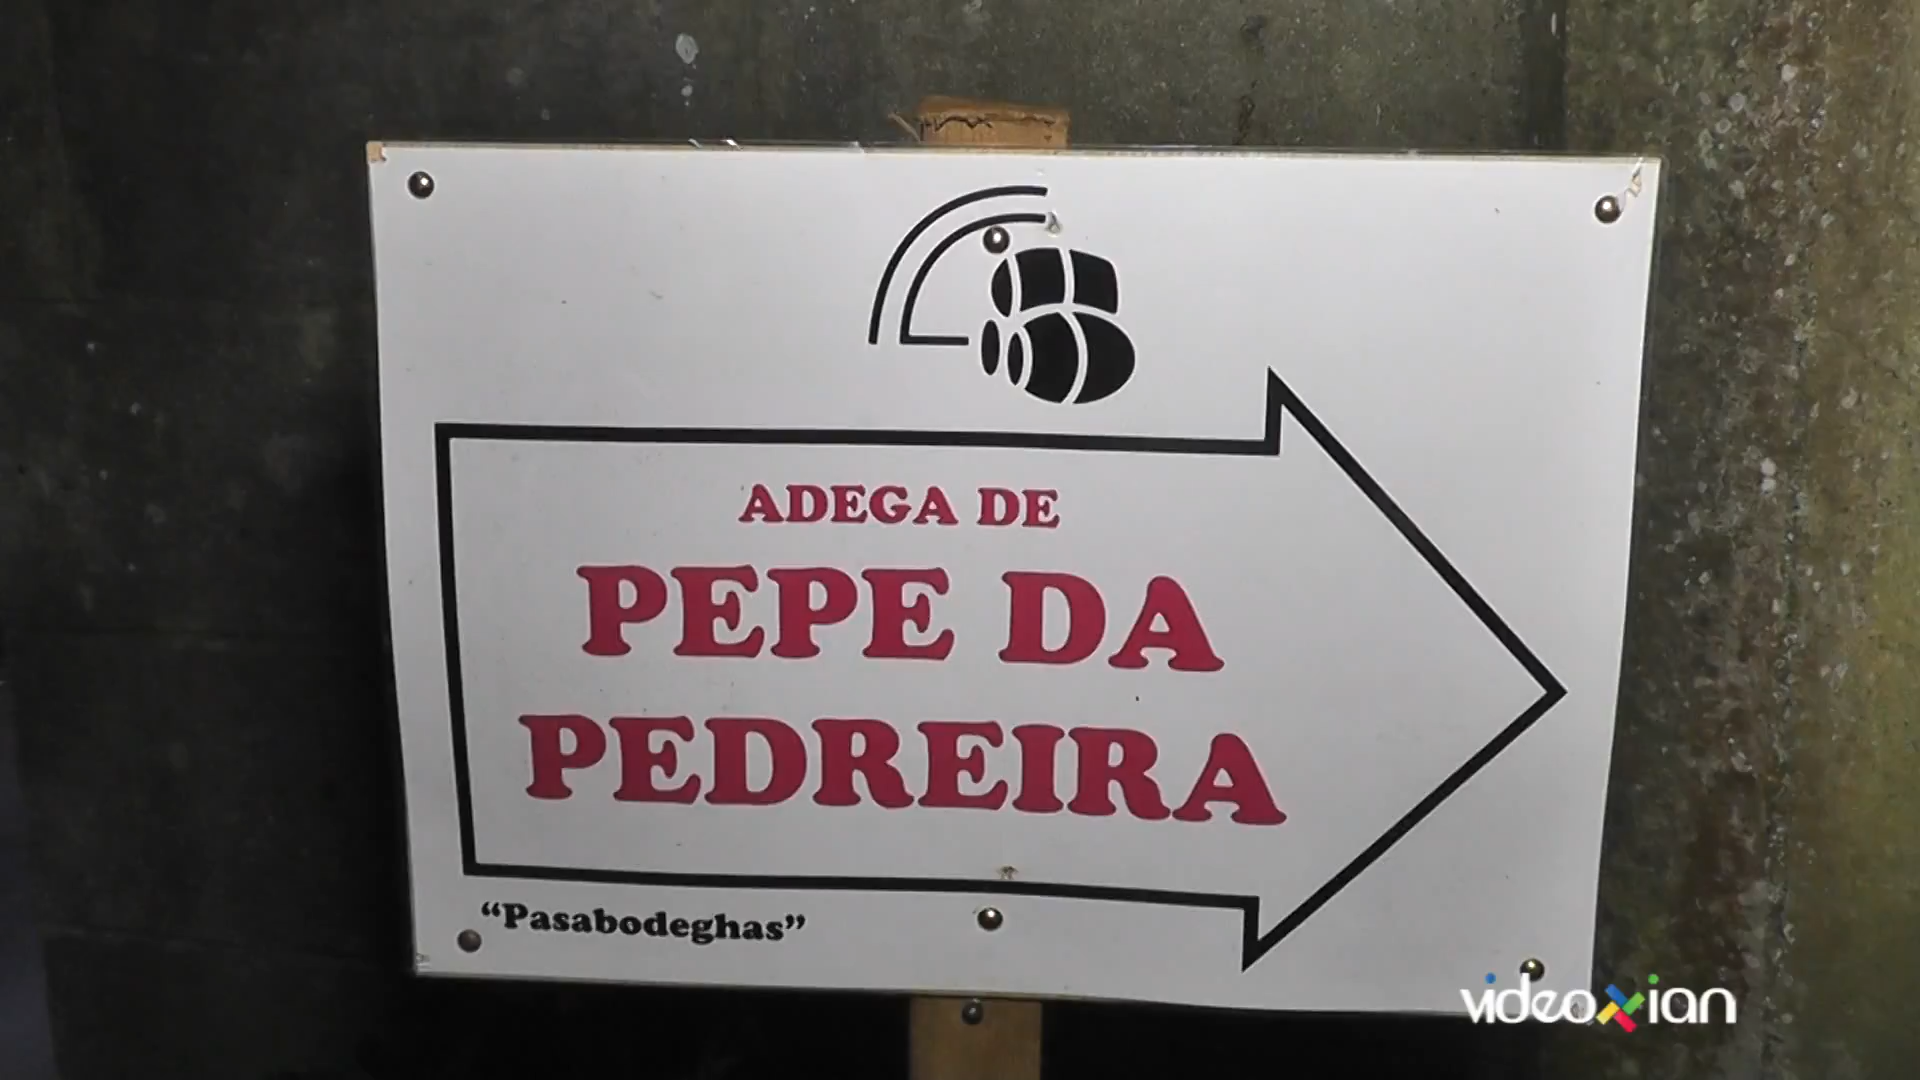 ADEGA DE
PEPE DA
PEDREIRA
“Pasabodeghas”
videoxian